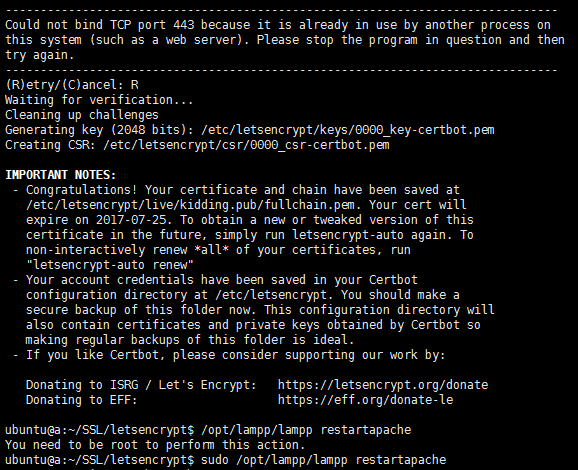 -------------------------------------------------------------------------------
Could not bind TCP port 443 because it is already in use by another process on
this system (such as a web server). Please stop the program in question and then
try again.
-------------------------------------------------------------------------------
(R)etry/(C)ancel: R
Waiting for verification...
Cleaning up challenges
Generating key (2048 bits): /etc/letsencrypt/keys/0000_key-certbot.pem
Creating CSR: /etc/letsencrypt/csr/0000_csr-certbot.pem

IMPORTANT NOTES:
 - Congratulations! Your certificate and chain have been saved at
   /etc/letsencrypt/live/kidding.pub/fullchain.pem. Your cert will
   expire on 2017-07-25. To obtain a new or tweaked version of this
   certificate in the future, simply run letsencrypt-auto again. To
   non-interactively renew *all* of your certificates, run
   "letsencrypt-auto renew"
 - Your account credentials have been saved in your Certbot
   configuration directory at /etc/letsencrypt. You should make a
   secure backup of this folder now. This configuration directory will
   also contain certificates and private keys obtained by Certbot so
   making regular backups of this folder is ideal.
 - If you like Certbot, please consider supporting our work by:

   Donating to ISRG / Let's Encrypt:   https://letsencrypt.org/donate
   Donating to EFF:                    https://eff.org/donate-le

ubuntu@a:~/SSL/letsencrypt$ /opt/lampp/lampp restartapache
You need to be root to perform this action.
ubuntu@a:~/SSL/letsencrypt$ sudo /opt/lampp/lampp restartapache